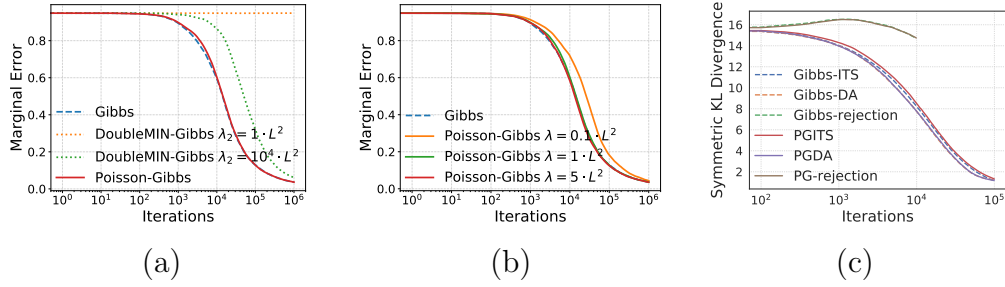 Marginal Error
0.8
0.6
0.4
0.2
0.0
Gibbs
DoubleMIN-Gibbs λ₂ = 1 · L²
DoubleMIN-Gibbs λ₂ = 10⁴ · L²
Poisson-Gibbs
10⁰ 10¹ 10² 10³ 10⁴ 10⁵ 10⁶
Iterations
(a)
Marginal Error
0.8
0.6
0.4
0.2
0.0
Gibbs
Poisson-Gibbs λ = 0.1 · L²
Poisson-Gibbs λ = 1 · L²
Poisson-Gibbs λ = 5 · L²
10⁰ 10¹ 10² 10³ 10⁴ 10⁵ 10⁶
Iterations
(b)
Symmetric KL Divergence
16
14
12
10
8
6
4
2
Gibbs-ITS
Gibbs-DA
Gibbs-rejection
PGITS
PGDA
PG-rejection
10² 10³ 10⁴ 10⁵
Iterations
(c)